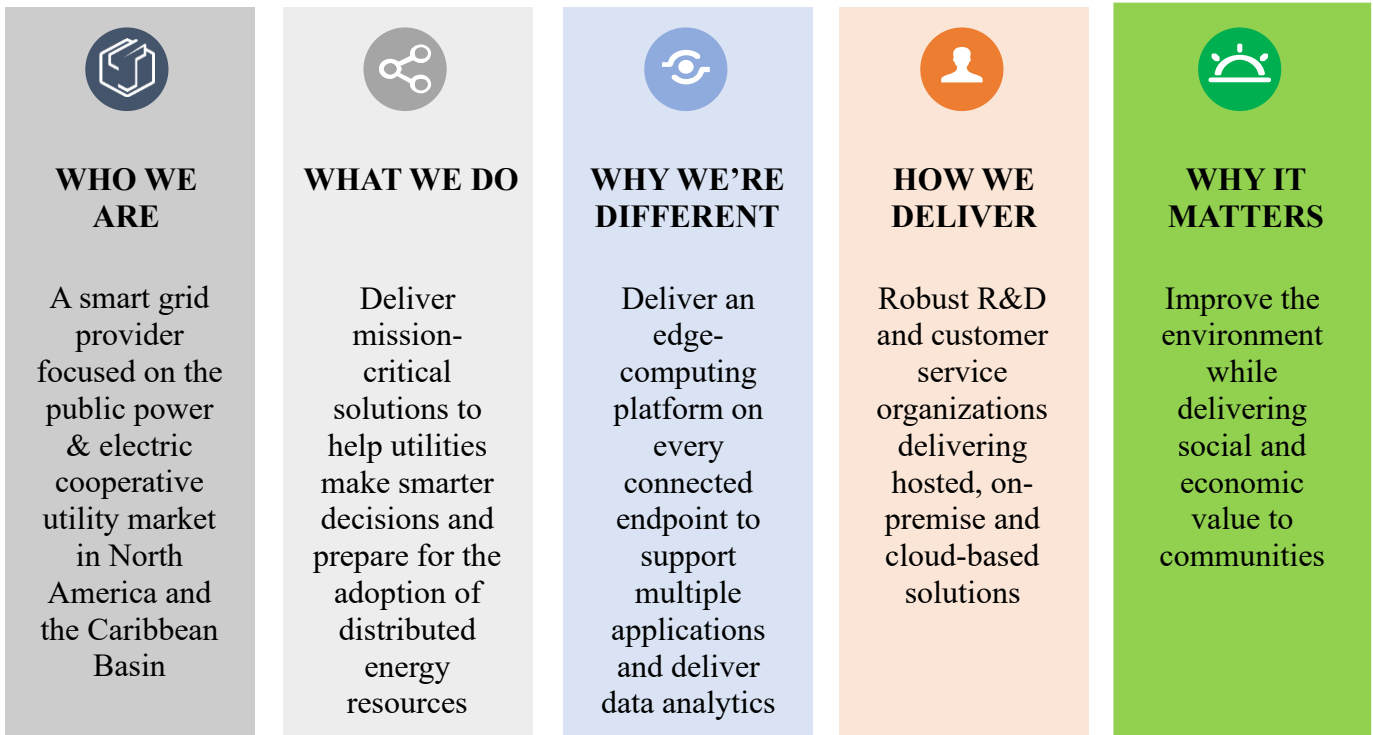 WHO WE
ARE
A smart grid
provider
focused on the
public power
& electric
cooperative
utility market
in North
America and
the Caribbean
Basin
WHAT WE DO
Deliver
mission-
critical
solutions to
help utilities
make smarter
decisions and
prepare for the
adoption of
distributed
energy
resources
WHY WE’RE
DIFFERENT
Deliver an
edge-
computing
platform on
every
connected
endpoint to
support
multiple
applications
and deliver
data analytics
HOW WE
DELIVER
Robust R&D
and customer
service
organizations
delivering
hosted, on-
premise and
cloud-based
solutions
WHY IT
MATTERS
Improve the
environment
while
delivering
social and
economic
value to
communities